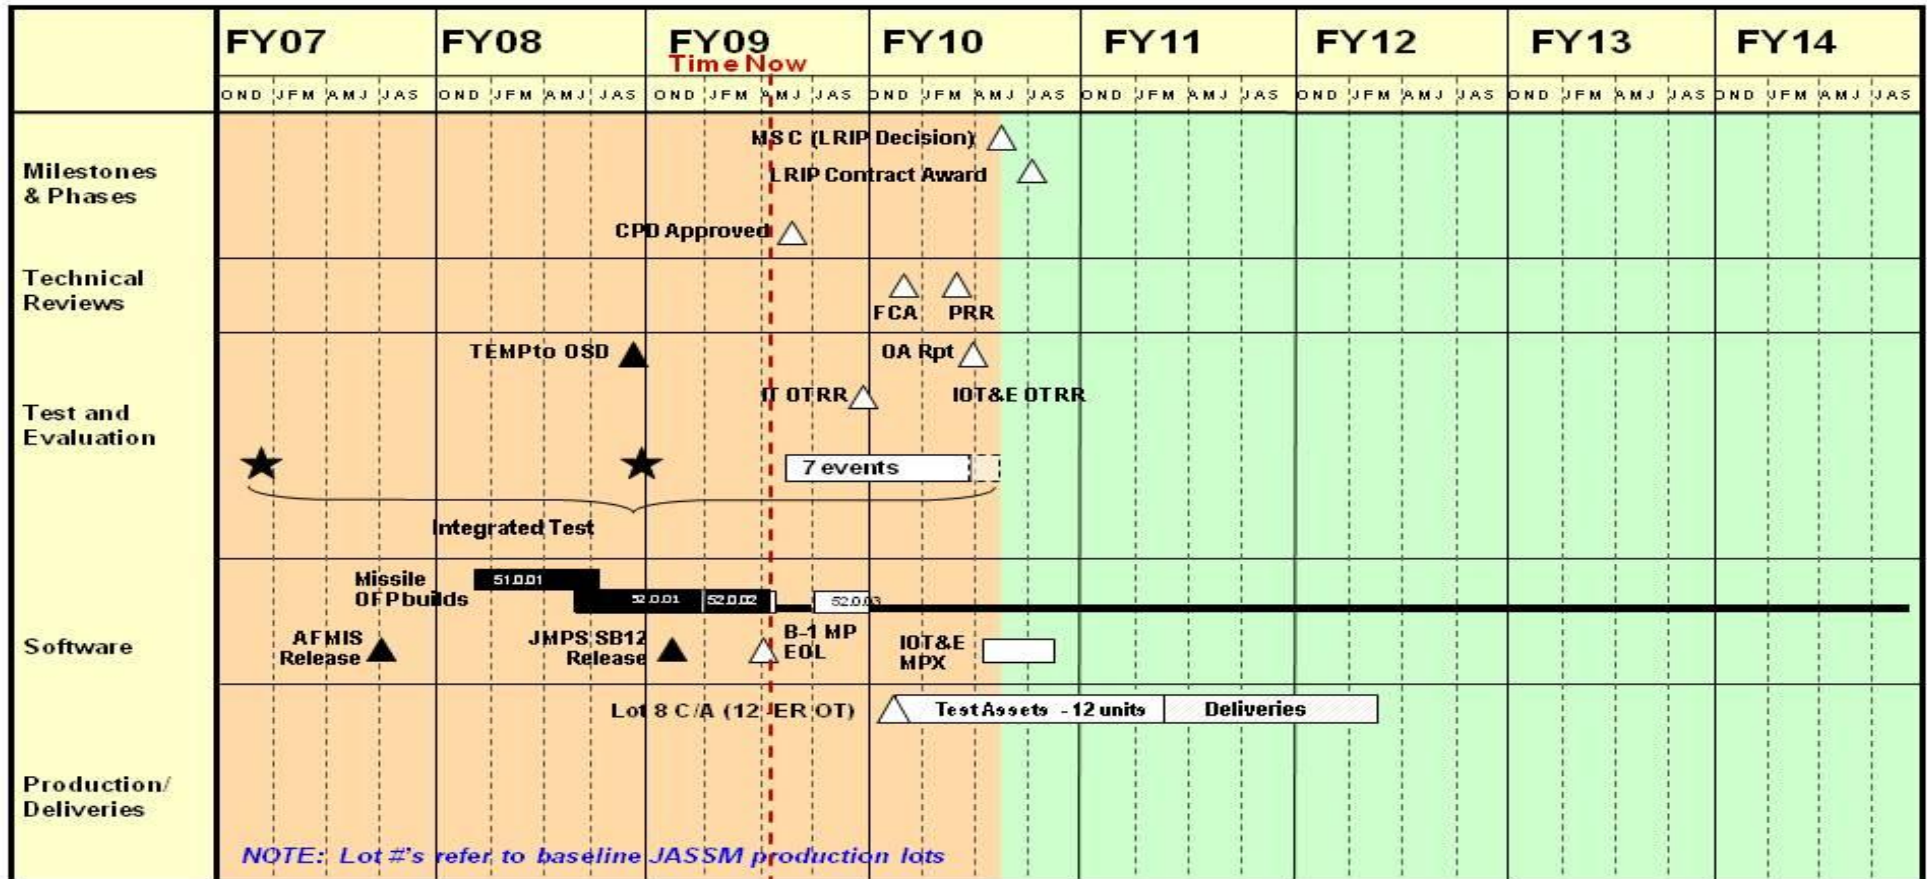 FY07 FY08 FY09 FY10 FY11 FY12 FY13 FY14
Time Now
OND JFM AMJ JAS OND JFM AMJ JAS OND JFM AMJ JAS OND JFM AMJ JAS OND JFM AMJ JAS OND JFM AMJ JAS OND JFM AMJ JAS OND JFM AMJ JAS
Milestones
& Phases
MS C (LRIP Decision)
LRIP Contract Award
CPD Approved
Technical
Reviews
FCA PRR
Test and
Evaluation
TEMPto OSD
OA Rpt
IT OTRR
IOT&E OTRR
7 events
Integrated Test
Software
Missile
OFPbuilds
51.0.01
52.0.01
52.0.02
52.0.03
AFMIS
Release
JMPS SB12
Release
B-1 MP
EOL
IOT&E
MPX
Production/
Deliveries
Lot 8 C/A (12 ER OT)
Test Assets - 12 units
Deliveries
NOTE: Lot #'s refer to baseline JASSM production lots